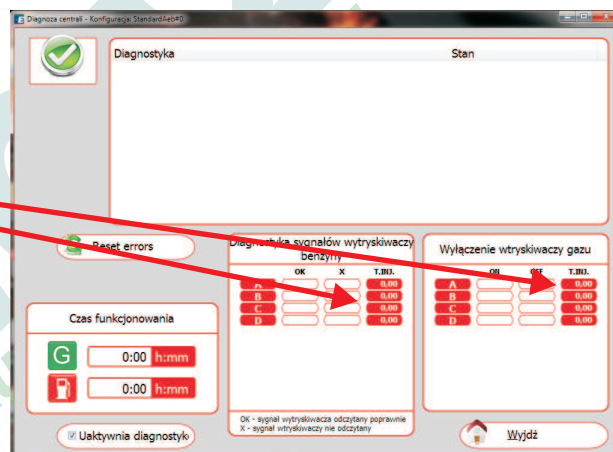 Diagnoza centrali - Konfiguracja: StandardAeb#0
Diagnostyka Stan
Reset errors
Diagnostyka sygnałów wytryskiwaczy
benzyny
OK X T.INJ.
A 0,00
B 0,00
C 0,00
D 0,00
OK - sygnał wytryskiwacza odczytany poprawnie
X - sygnał wtryskiwaczy nie odczytany
Wyłączenie wtryskiwaczy gazu
ON OFF T.INJ.
A 0,00
B 0,00
C 0,00
D 0,00
Czas funkcjonowania
G 0:00 h:mm
0:00 h:mm
Uaktywnia diagnostyk
Wyjdź